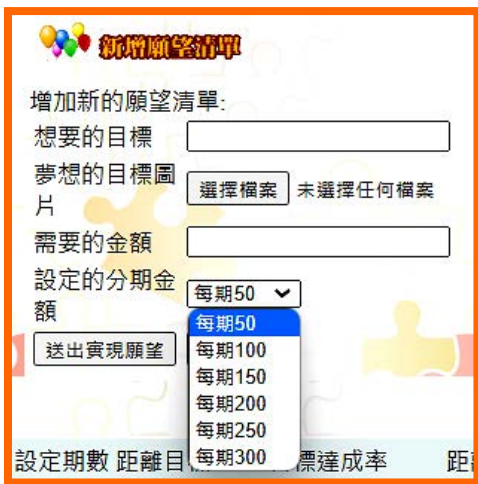 新增願望清單
增加新的願望清單:
想要的目標
夢想的目標圖
片
選擇檔案 未選擇任何檔案
需要的金額
設定的分期金
額
每期50
每期50
每期100
每期150
每期200
每期250
每期300
送出實現願望
設定期數 距離目 標達成率 距